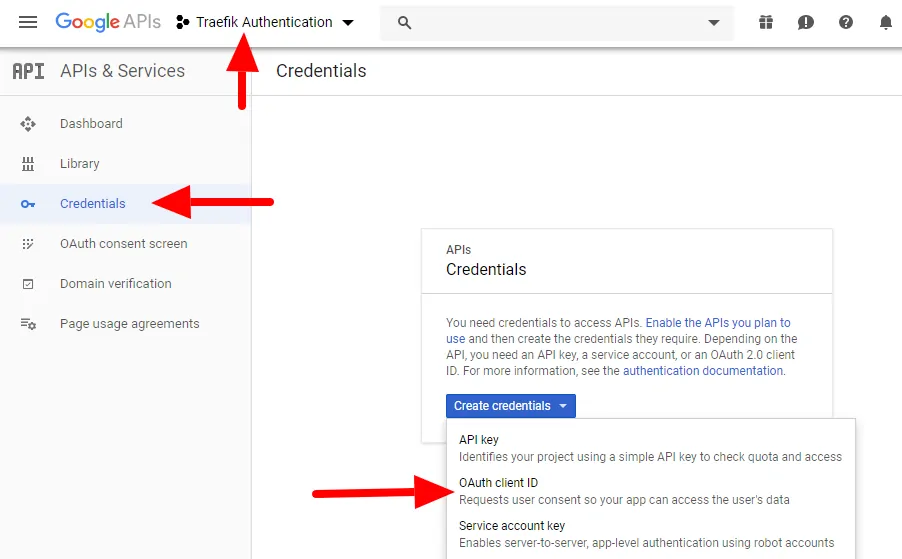 Google APIs
Traefik Authentication
API
APIs & Services
Credentials
Dashboard
Library
Credentials
OAuth consent screen
Domain verification
Page usage agreements
APIs
Credentials
You need credentials to access APIs. Enable the APIs you plan to
use and then create the credentials they require. Depending on the
API, you need an API key, a service account, or an OAuth 2.0 client
ID. For more information, see the authentication documentation.
Create credentials
API key
Identifies your project using a simple API key to check quota and access
OAuth client ID
Requests user consent so your app can access the user's data
Service account key
Enables server-to-server, app-level authentication using robot accounts